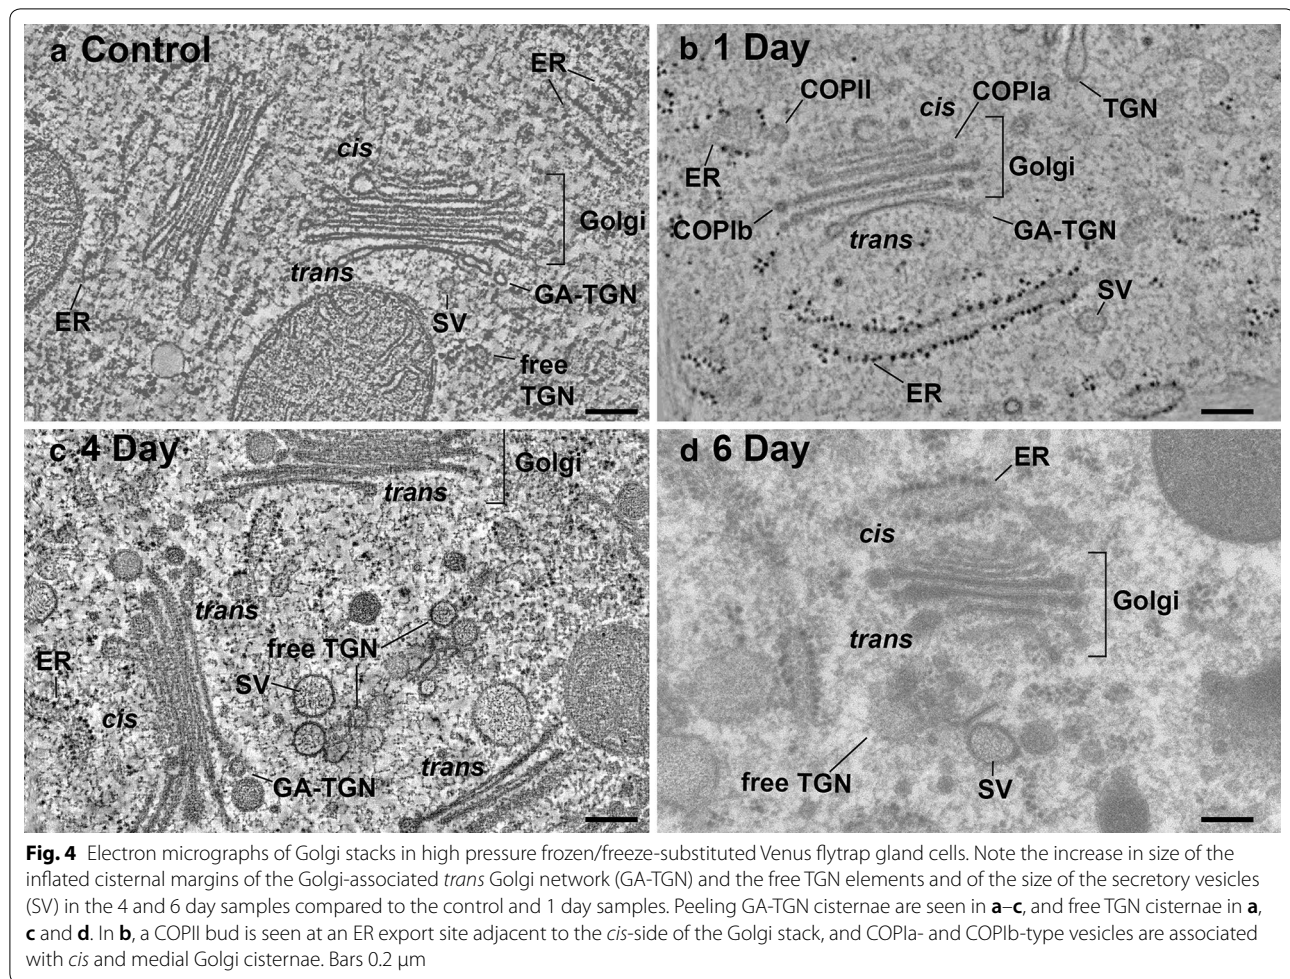 a Control
ER
cis
Golgi
trans
GA-TGN
ER
SV
free
TGN
b 1 Day
COPII
cis
COPIa
TGN
ER
Golgi
COPIb
trans
GA-TGN
SV
ER
c 4 Day
Golgi
trans
trans
free TGN
ER
SV
cis
trans
GA-TGN
d 6 Day
ER
cis
Golgi
trans
free TGN
SV
Fig. 4 Electron micrographs of Golgi stacks in high pressure frozen/freeze-substituted Venus flytrap gland cells. Note the increase in size of the
inflated cisternal margins of the Golgi-associated trans Golgi network (GA-TGN) and the free TGN elements and of the size of the secretory vesicles
(SV) in the 4 and 6 day samples compared to the control and 1 day samples. Peeling GA-TGN cisternae are seen in a–c, and free TGN cisternae in a,
c and d. In b, a COPII bud is seen at an ER export site adjacent to the cis-side of the Golgi stack, and COPIa- and COPIb-type vesicles are associated
with cis and medial Golgi cisternae. Bars 0.2 µm